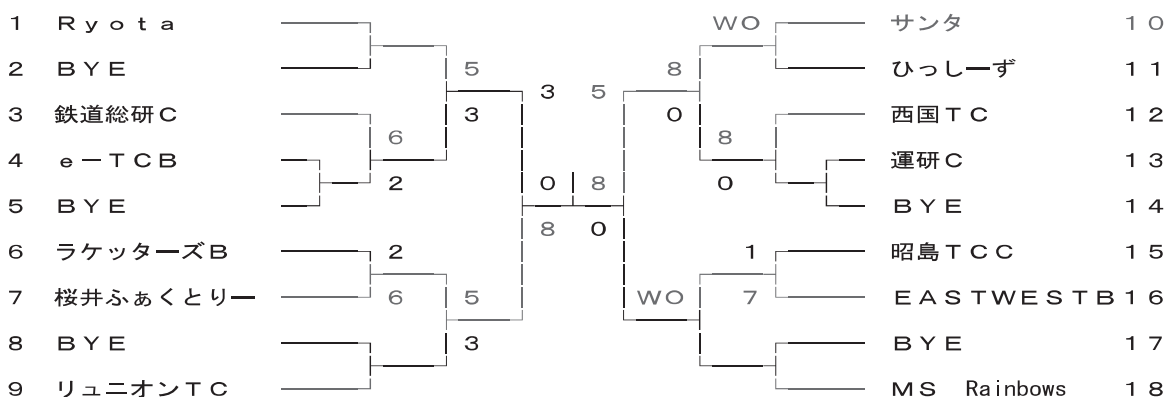 1 Ryota
2 BYE
3 鉄道総研C
4 e－TCB
5 BYE
6 ラケッターズB
7 桜井ふぁくとりー
8 BYE
9 リュニオンTC
5
3
6
2
2
6
5
3
3
0
8
5
8
0
WO
8
0
8
0
1
7
WO
サンタ 10
ひっしーず 11
西国TC 12
運研C 13
BYE 14
昭島TCC 15
EASTWESTB 16
BYE 17
MS Rainbows 18